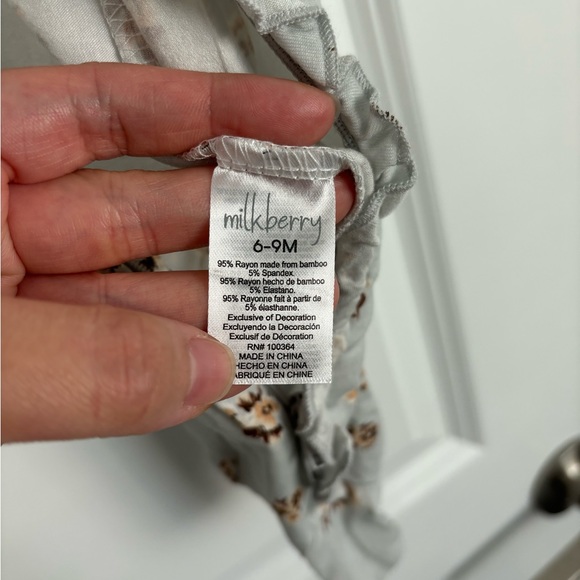 milkberry
6-9M
95% Rayon made from bamboo
5% Spandex.
95% Rayon hecho de bamboo
5% Elastano.
95% Rayonne fait à partir de
5% élasthanne.
Exclusive of Decoration
Excluyendo la Decoración
Exclusif de Décoration
RN# 100364
MADE IN CHINA
HECHO EN CHINA
ABRIQUÉ EN CHINE